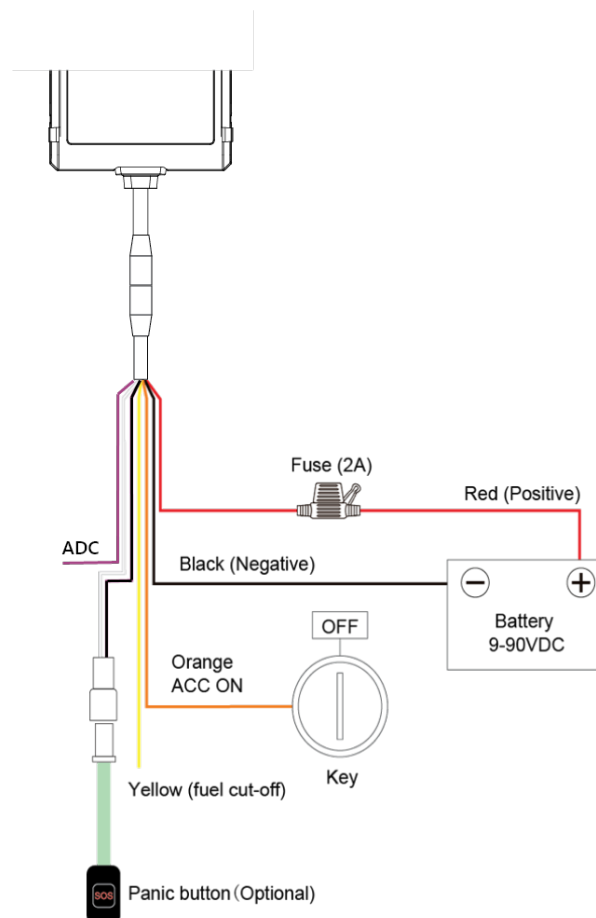 Fuse (2A)
Red (Positive)
ADC
Black (Negative)
Battery
9-90VDC
OFF
Orange
ACC ON
Key
Yellow (fuel cut-off)
SOS
Panic button(Optional)